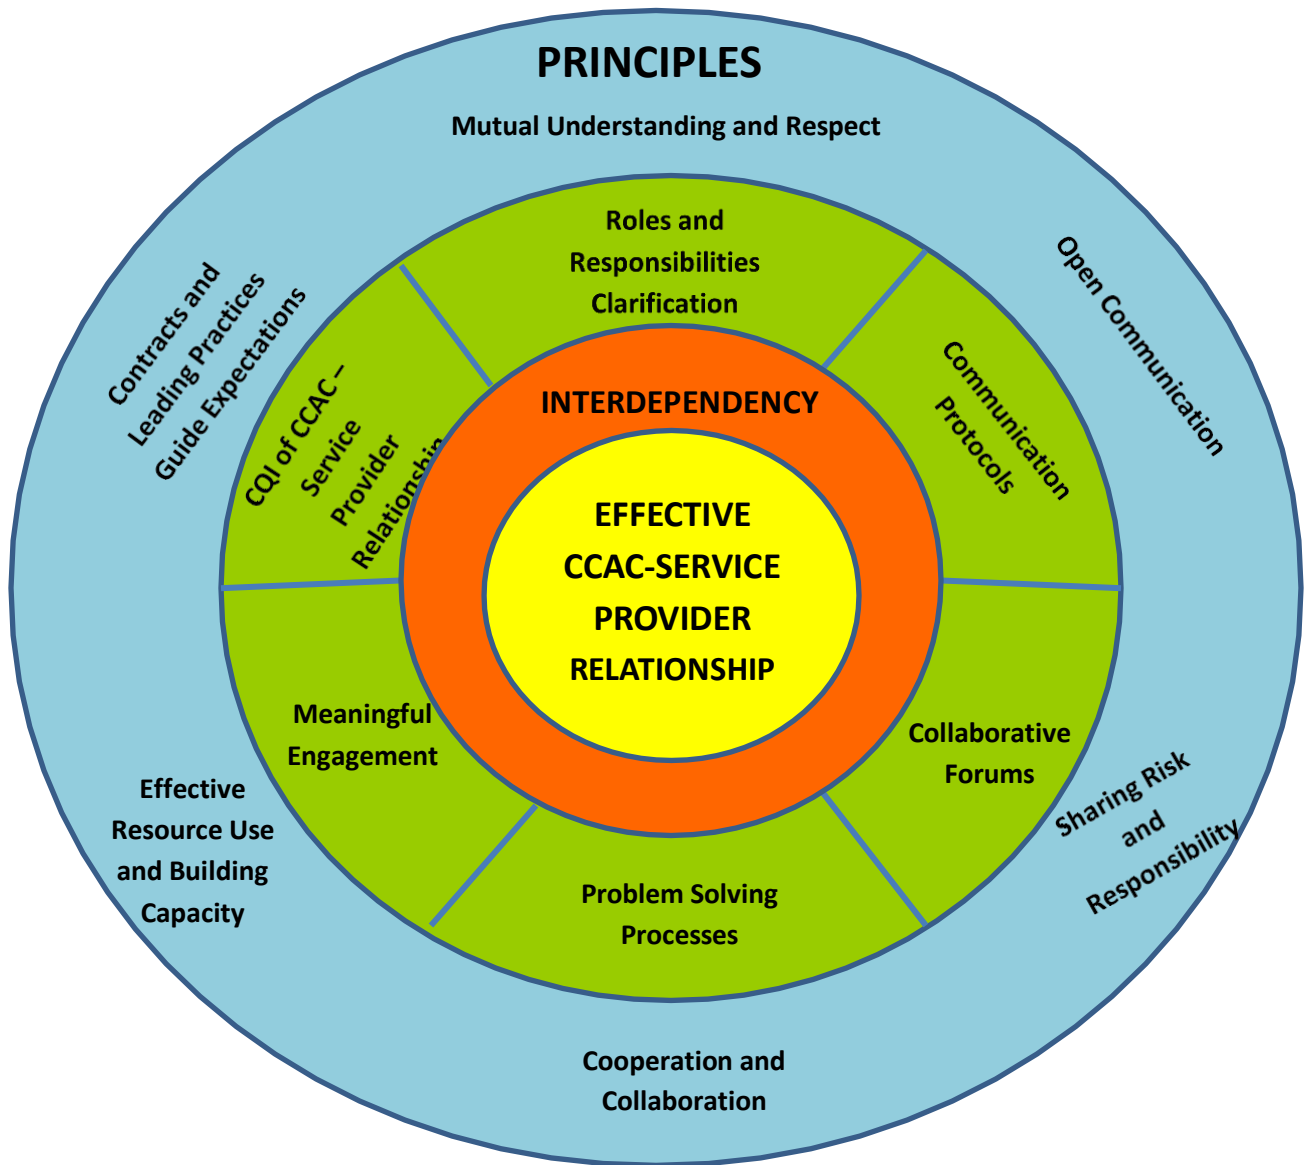 PRINCIPLES
Mutual Understanding and Respect
Open Communication
Sharing Risk
and
Responsibility
Cooperation and
Collaboration
Effective
Resource Use
and Building
Capacity
Contracts and
Leading Practices
Guide Expectations
Roles and
Responsibilities
Clarification
Communication
Protocols
Collaborative
Forums
Problem Solving
Processes
Meaningful
Engagement
CQI of CCAC –
Service
Provider
Relationship
INTERDEPENDENCY
EFFECTIVE
CCAC-SERVICE
PROVIDER
RELATIONSHIP